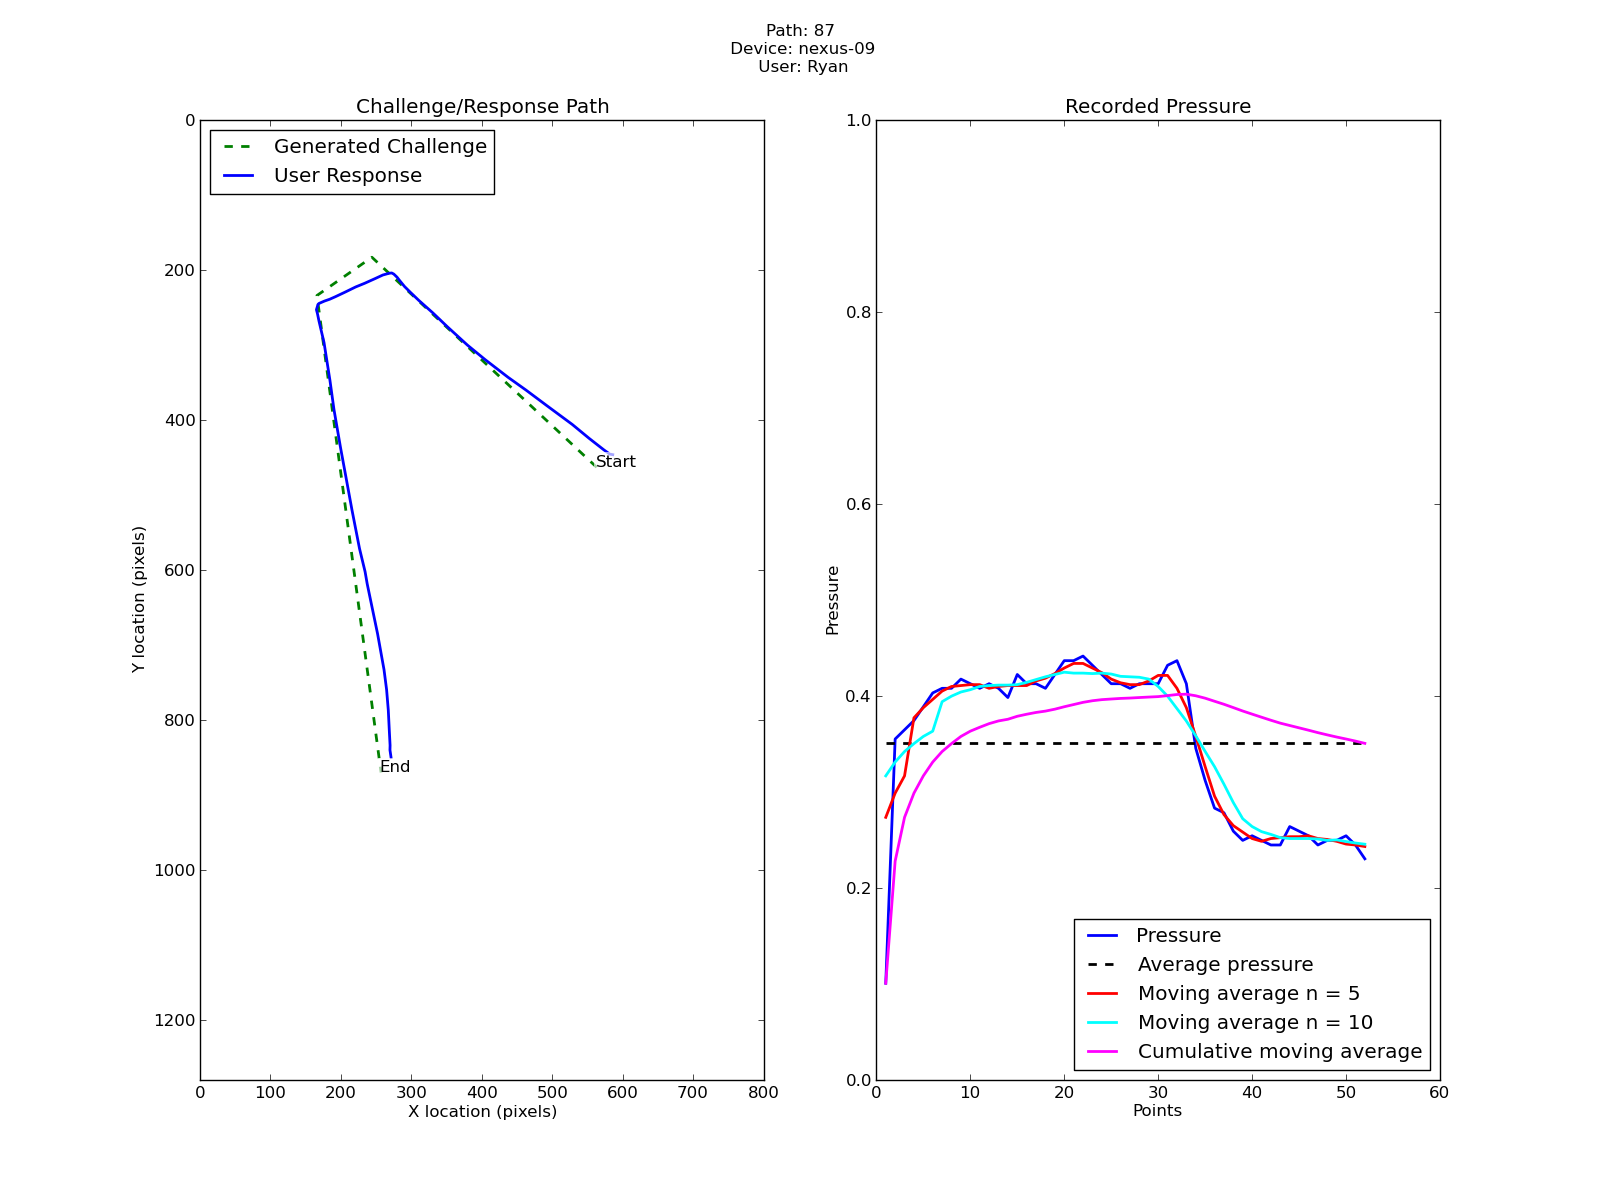 Path: 87
Device: nexus-09
User: Ryan
Challenge/Response Path
Generated Challenge
User Response
0
200
400
600
800
1000
1200
Y location (pixels)
Start
End
0 100 200 300 400 500 600 700 800
X location (pixels)
Recorded Pressure
1.0
0.8
0.6
0.4
0.2
0.0
Pressure
Pressure
Average pressure
Moving average n = 5
Moving average n = 10
Cumulative moving average
0 10 20 30 40 50 60
Points